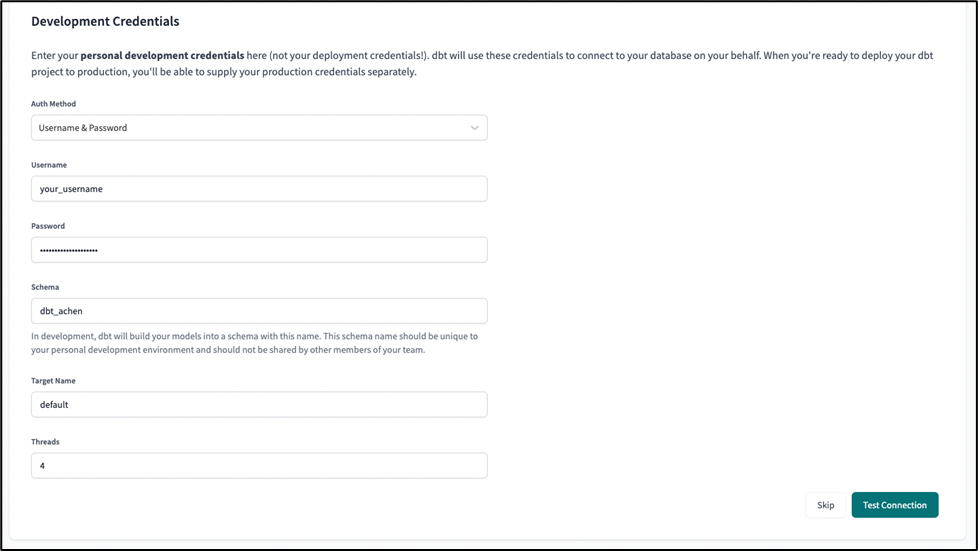 Development Credentials
Enter your personal development credentials here (not your deployment credentials!). dbt will use these credentials to connect to your database on your behalf. When you're ready to deploy your dbt
project to production, you'll be able to supply your production credentials separately.
Auth Method
Username & Password
Username
your_username
Password
••••••••••••••••••••
Schema
dbt_achen
In development, dbt will build your models into a schema with this name. This schema name should be unique to
your personal development environment and should not be shared by other members of your team.
Target Name
default
Threads
4
Skip Test Connection